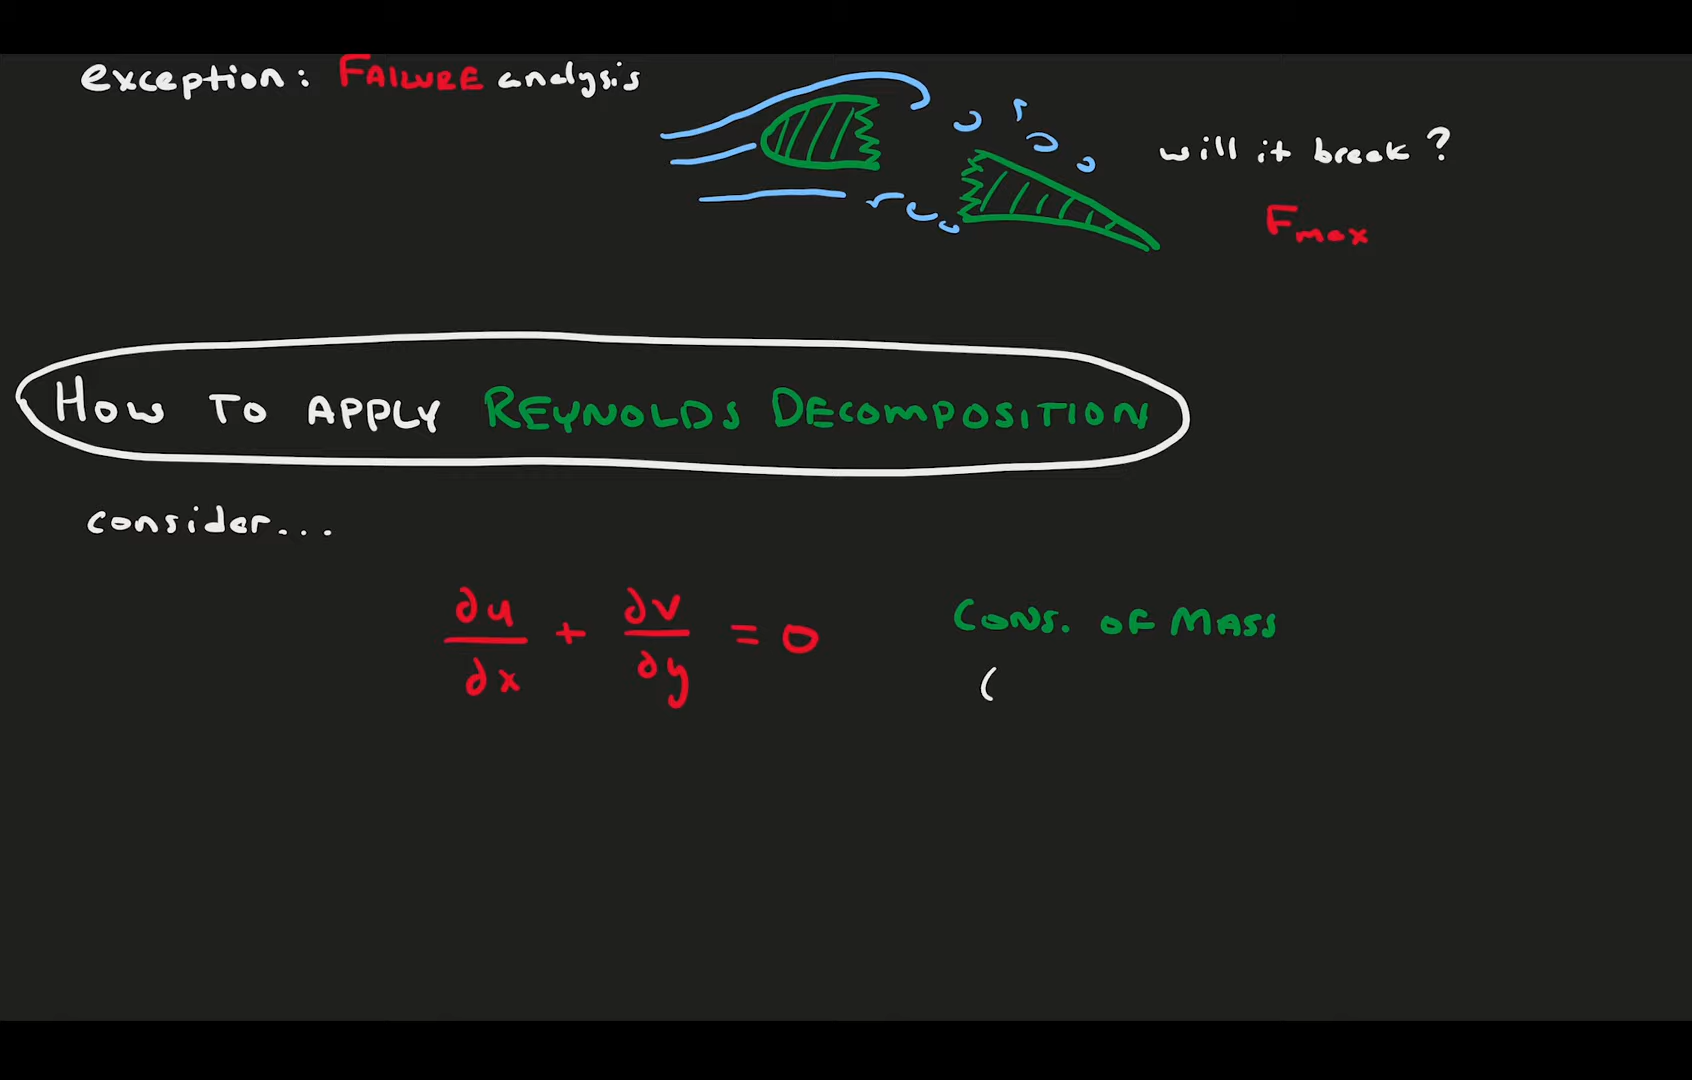 exception: FAILURE analysis
will it break?
Fmax
HOW TO APPLY REYNOLDS DECOMPOSITION
consider...
∂u/∂x + ∂v/∂y = 0
CONS. OF MASS
(